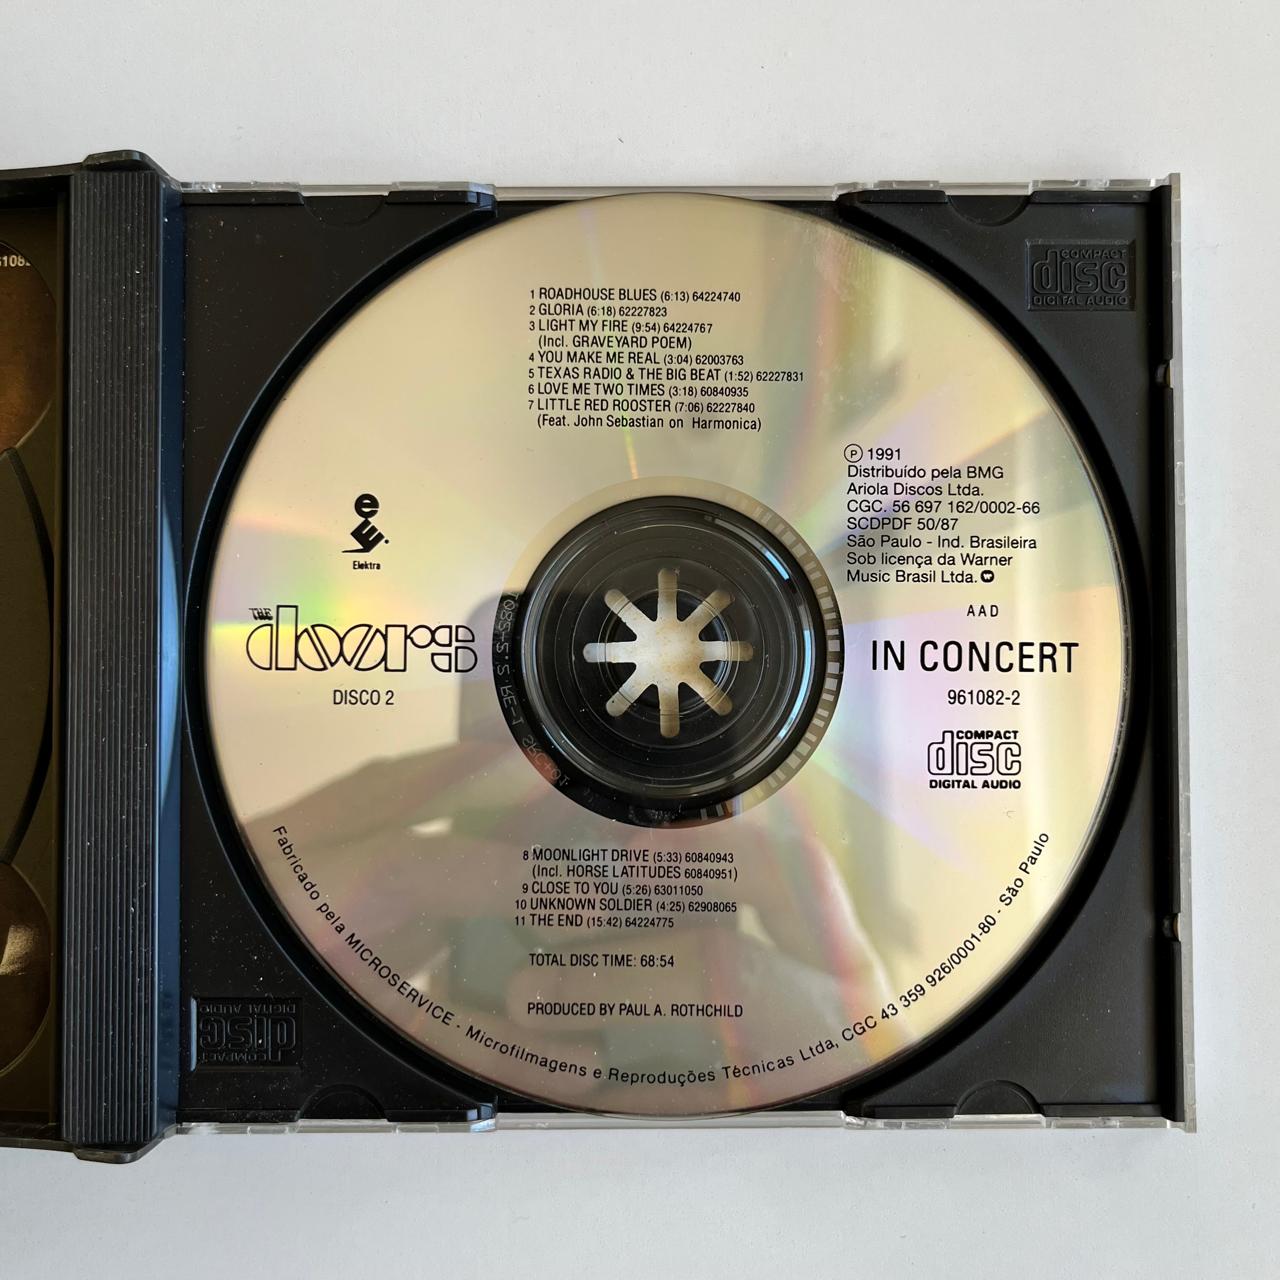 COMPACT
disc
DIGITAL AUDIO
1 ROADHOUSE BLUES (6:13) 64224740
2 GLORIA (6:18) 62227823
3 LIGHT MY FIRE (9:54) 64224767
(Incl. GRAVEYARD POEM)
4 YOU MAKE ME REAL (3:04) 62003763
5 TEXAS RADIO & THE BIG BEAT (1:52) 62227831
6 LOVE ME TWO TIMES (3:18) 60840935
7 LITTLE RED ROOSTER (7:06) 62227840
(Feat. John Sebastian on Harmonica)
℗ 1991
Distribuído pela BMG
Ariola Discos Ltda.
CGC. 56 697 162/0002-66
SCDPDF 50/87
São Paulo - Ind. Brasileira
Sob licença da Warner
Music Brasil Ltda.
e
Elektra
THE
doors
DISCO 2
AAD
IN CONCERT
961082-2
COMPACT
disc
DIGITAL AUDIO
8 MOONLIGHT DRIVE (5:33) 60840943
(Incl. HORSE LATITUDES 60840951)
9 CLOSE TO YOU (5:26) 63011050
10 UNKNOWN SOLDIER (4:25) 62908065
11 THE END (15:42) 64224775
TOTAL DISC TIME: 68:54
PRODUCED BY PAUL A. ROTHCHILD
Fabricado pela MICROSERVICE - Microfilmagens e Reproduções Técnicas Ltda, CGC 43 359 926/0001-80 - São Paulo
COMPACT
disc
DIGITAL AUDIO